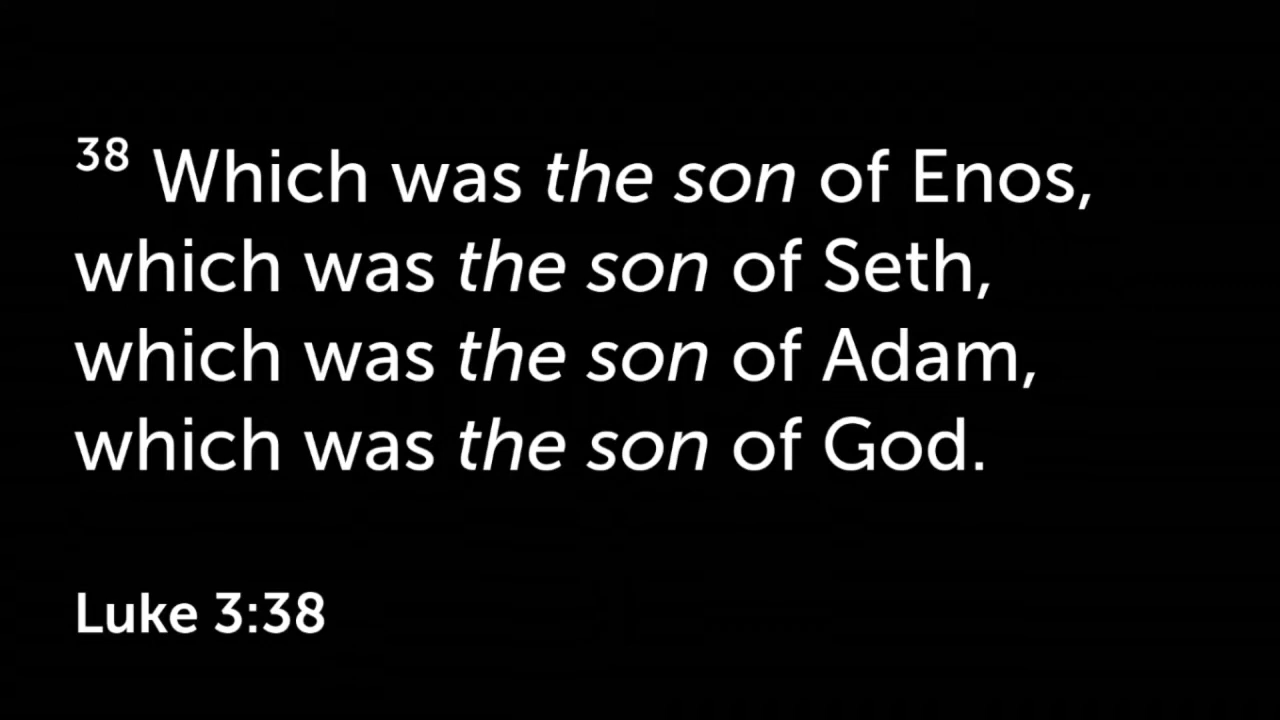 38 Which was the son of Enos,
which was the son of Seth,
which was the son of Adam,
which was the son of God.
Luke 3:38